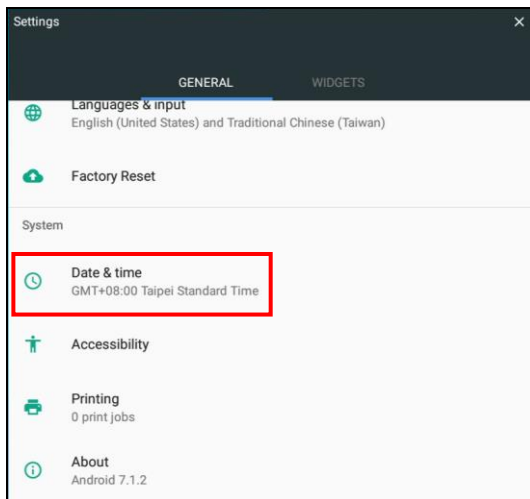 Settings
GENERAL WIDGETS
Languages & input
English (United States) and Traditional Chinese (Taiwan)
Factory Reset
System
Date & time
GMT+08:00 Taipei Standard Time
Accessibility
Printing
0 print jobs
About
Android 7.1.2